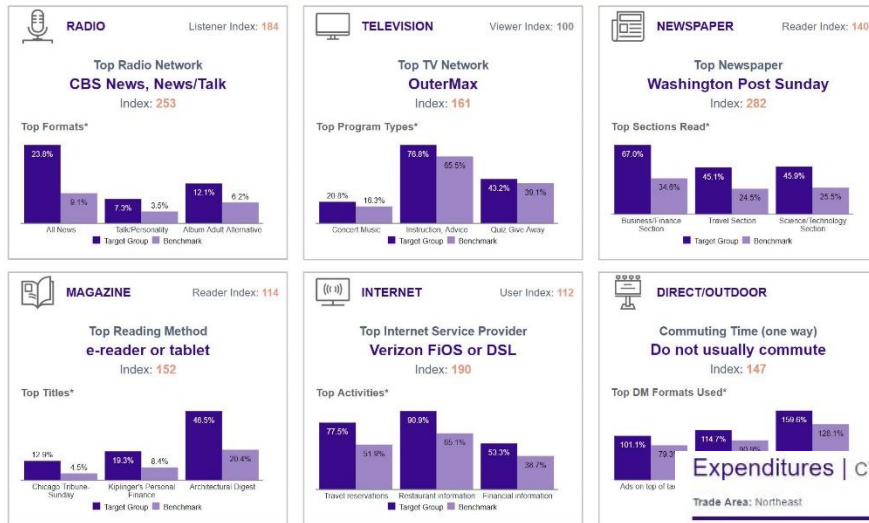 RADIO
Listener Index: 184
Top Radio Network
CBS News, News/Talk
Index: 253
Top Formats*
23.8%
9.1%
7.3%
3.5%
12.1%
6.2%
All News
Talk/Personality
Album Adult Alternative
Target Group
Benchmark
TELEVISION
Viewer Index: 100
Top TV Network
OuterMax
Index: 161
Top Program Types*
20.8%
16.3%
76.8%
65.5%
43.2%
39.1%
Concert Music
Instruction, Advice
Quiz Give Away
Target Group
Benchmark
NEWSPAPER
Reader Index: 140
Top Newspaper
Washington Post Sunday
Index: 282
Top Sections Read*
67.0%
34.6%
45.1%
24.5%
45.9%
25.5%
Business/Finance
Section
Travel Section
Science/Technology
Section
Target Group
Benchmark
MAGAZINE
Reader Index: 114
Top Reading Method
e-reader or tablet
Index: 152
Top Titles*
12.9%
4.5%
19.3%
8.4%
46.5%
20.4%
Chicago Tribune-
Sunday
Kiplinger's Personal
Finance
Architectural Digest
Target Group
Benchmark
INTERNET
User Index: 112
Top Internet Service Provider
Verizon FiOS or DSL
Index: 190
Top Activities*
77.5%
51.9%
90.9%
65.1%
53.3%
38.7%
Travel reservations
Restaurant information
Financial information
Target Group
Benchmark
DIRECT/OUTDOOR
Commuting Time (one way)
Do not usually commute
Index: 147
Top DM Formats Used*
101.1%
79.3%
114.7%
159.6%
128.1%
Ads on top of
Expenditures |
Trade Area: Northeast